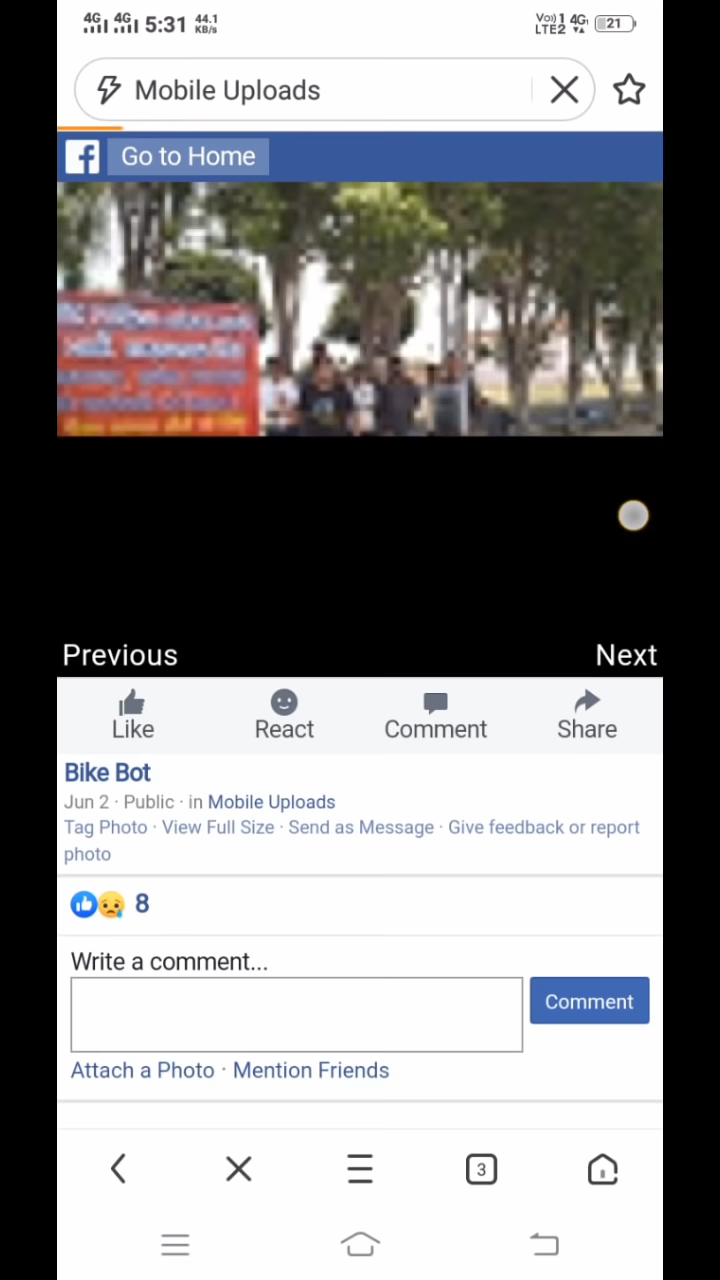 4G 4G 5:31 44.1 KB/s Vo)) 1 LTE2 4G 21
Mobile Uploads
Go to Home
Previous Next
Like React Comment Share
Bike Bot
Jun 2 · Public · in Mobile Uploads
Tag Photo · View Full Size · Send as Message · Give feedback or report
photo
8
Write a comment...
Comment
Attach a Photo · Mention Friends
3